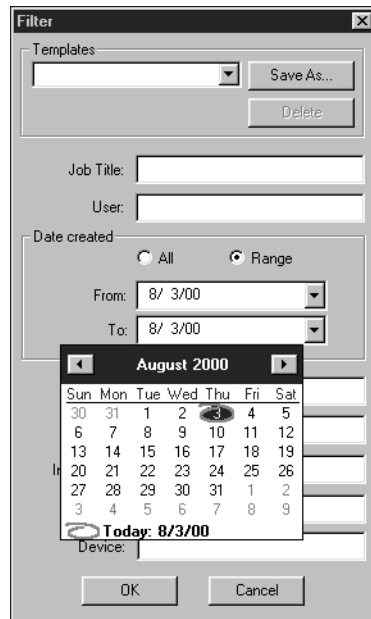 Filter
Templates
Save As...
Delete
Job Title:
User:
Date created
All Range
From: 8/ 3/00
To: 8/ 3/00
August 2000
Sun Mon Tue Wed Thu Fri Sat
30 31 1 2 3 4 5
6 7 8 9 10 11 12
13 14 15 16 17 18 19
20 21 22 23 24 25 26
27 28 29 30 31 1 2
3 4 5 6 7 8 9
Today: 8/3/00
Device:
OK Cancel